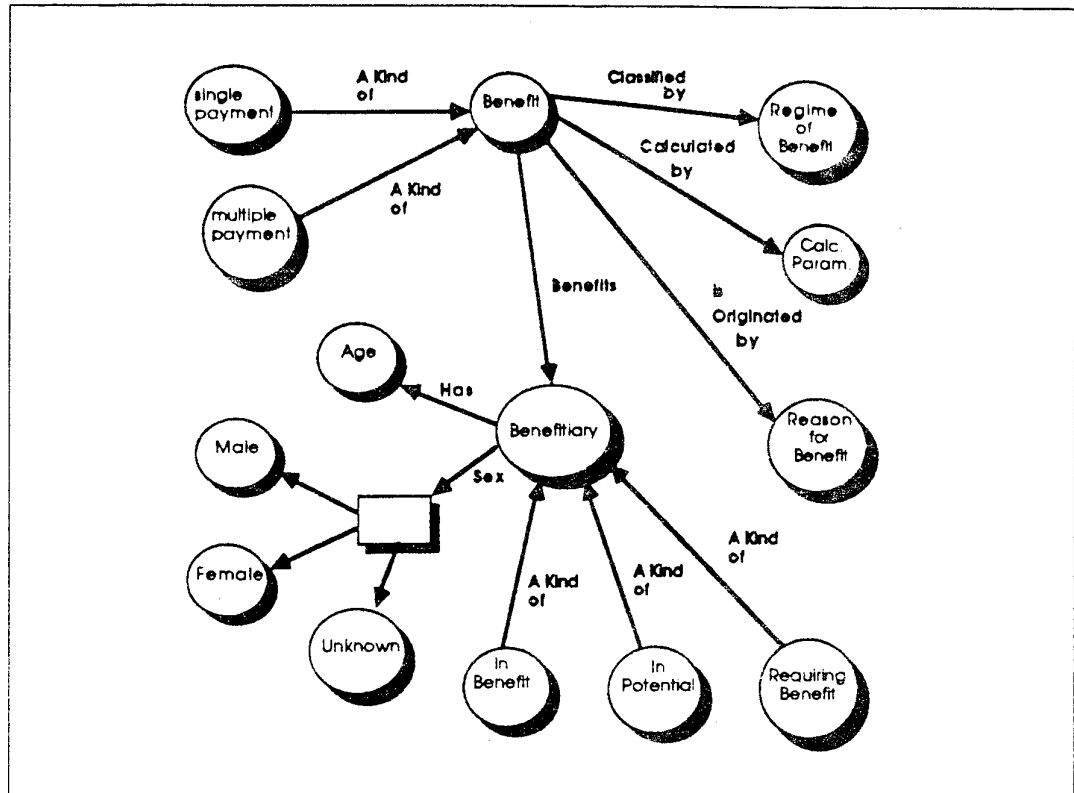 single
payment
A Kind
of
Benefit
Classified
by
Regime
of
Benefit
multiple
payment
A Kind
of
Calculated
by
Calc.
Param.
Benefits
b
Originated
by
Reason
for
Benefit
Age
Has
Benefitiary
Male
Sex
Female
Unknown
A Kind
of
A Kind
of
A Kind
of
In
Benefit
In
Potential
Requiring
Benefit